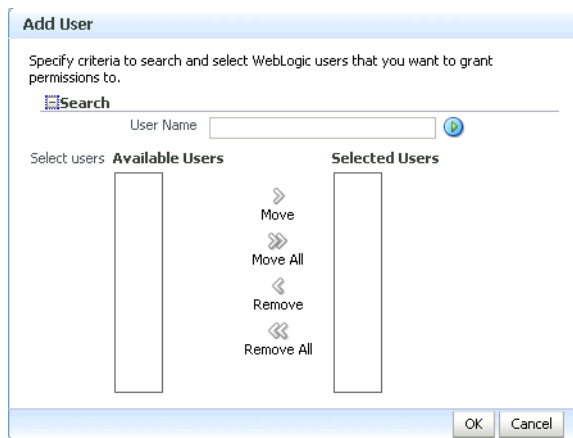 Add User
Specify criteria to search and select WebLogic users that you want to grant
permissions to.
Search
User Name
Select users Available Users Selected Users
Move
Move All
Remove
Remove All
OK Cancel